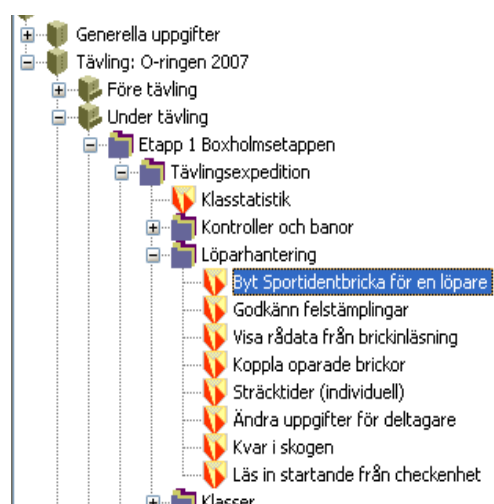 Generella uppgifter
Tävling: O-ringen 2007
Före tävling
Under tävling
Etapp 1 Boxholmsetappen
Tävlingsexpedition
Klasstatistik
Kontroller och banor
Löparhantering
Byt Sportidentbricka för en löpare
Godkänn felstämplingar
Visa rådata från brickinläsning
Koppla oparade brickor
Sträcktider (individuell)
Ändra uppgifter för deltagare
Kvar i skogen
Läs in startande från checkenhet
Klasser